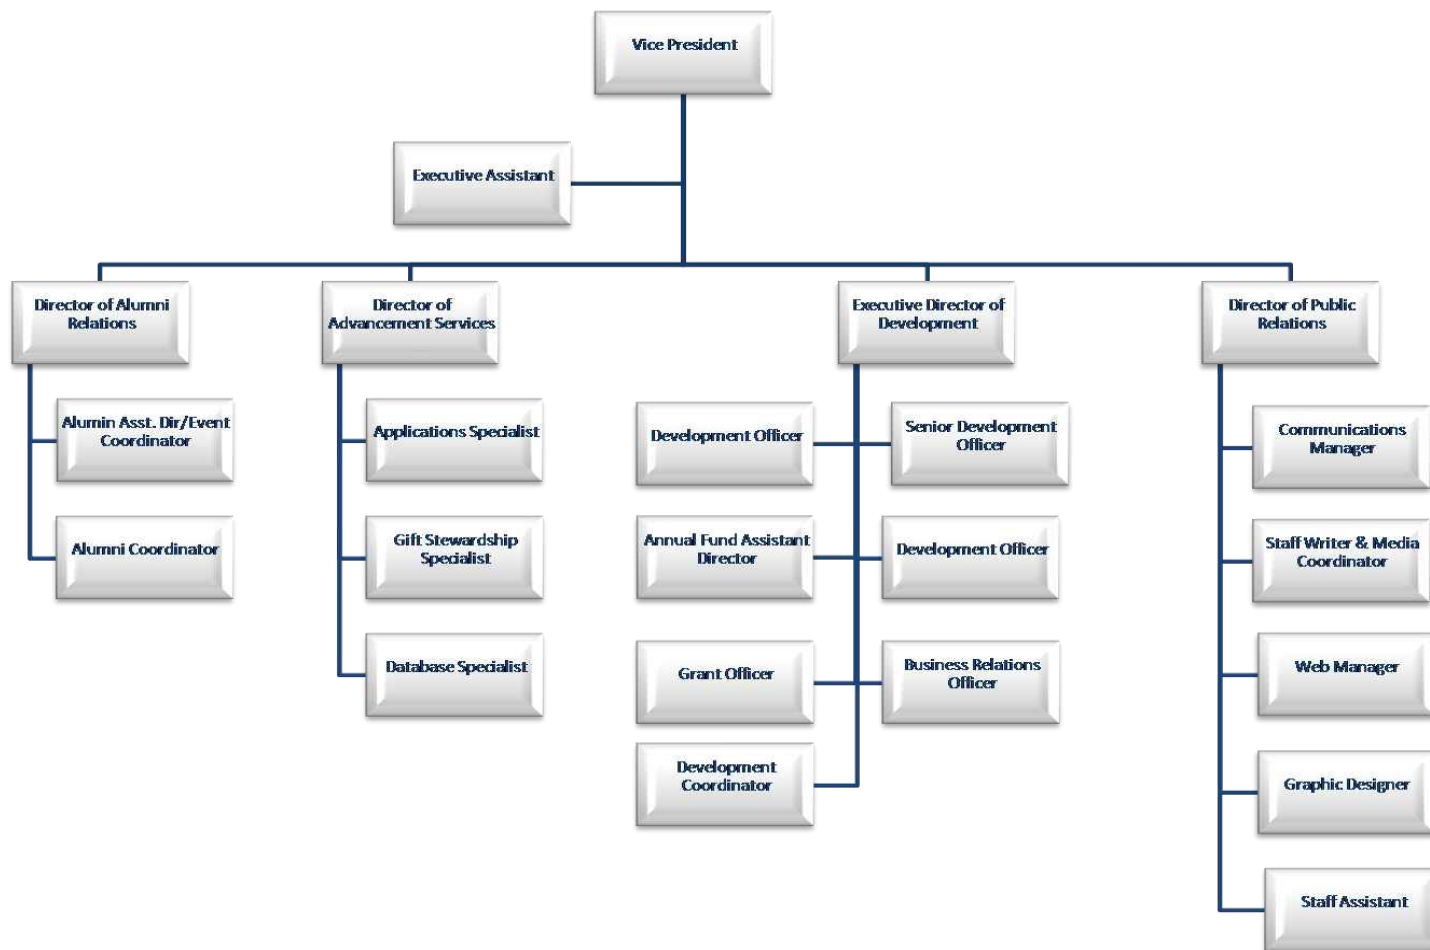 Vice President
Executive Assistant
Director of Alumni
Relations
Director of
Advancement Services
Executive Director of
Development
Director of Public
Relations
Alumin Asst. Dir/Event
Coordinator
Alumni Coordinator
Applications Specialist
Gift Stewardship
Specialist
Database Specialist
Development Officer
Senior Development
Officer
Annual Fund Assistant
Director
Development Officer
Grant Officer
Business Relations
Officer
Development
Coordinator
Communications
Manager
Staff Writer & Media
Coordinator
Web Manager
Graphic Designer
Staff Assistant